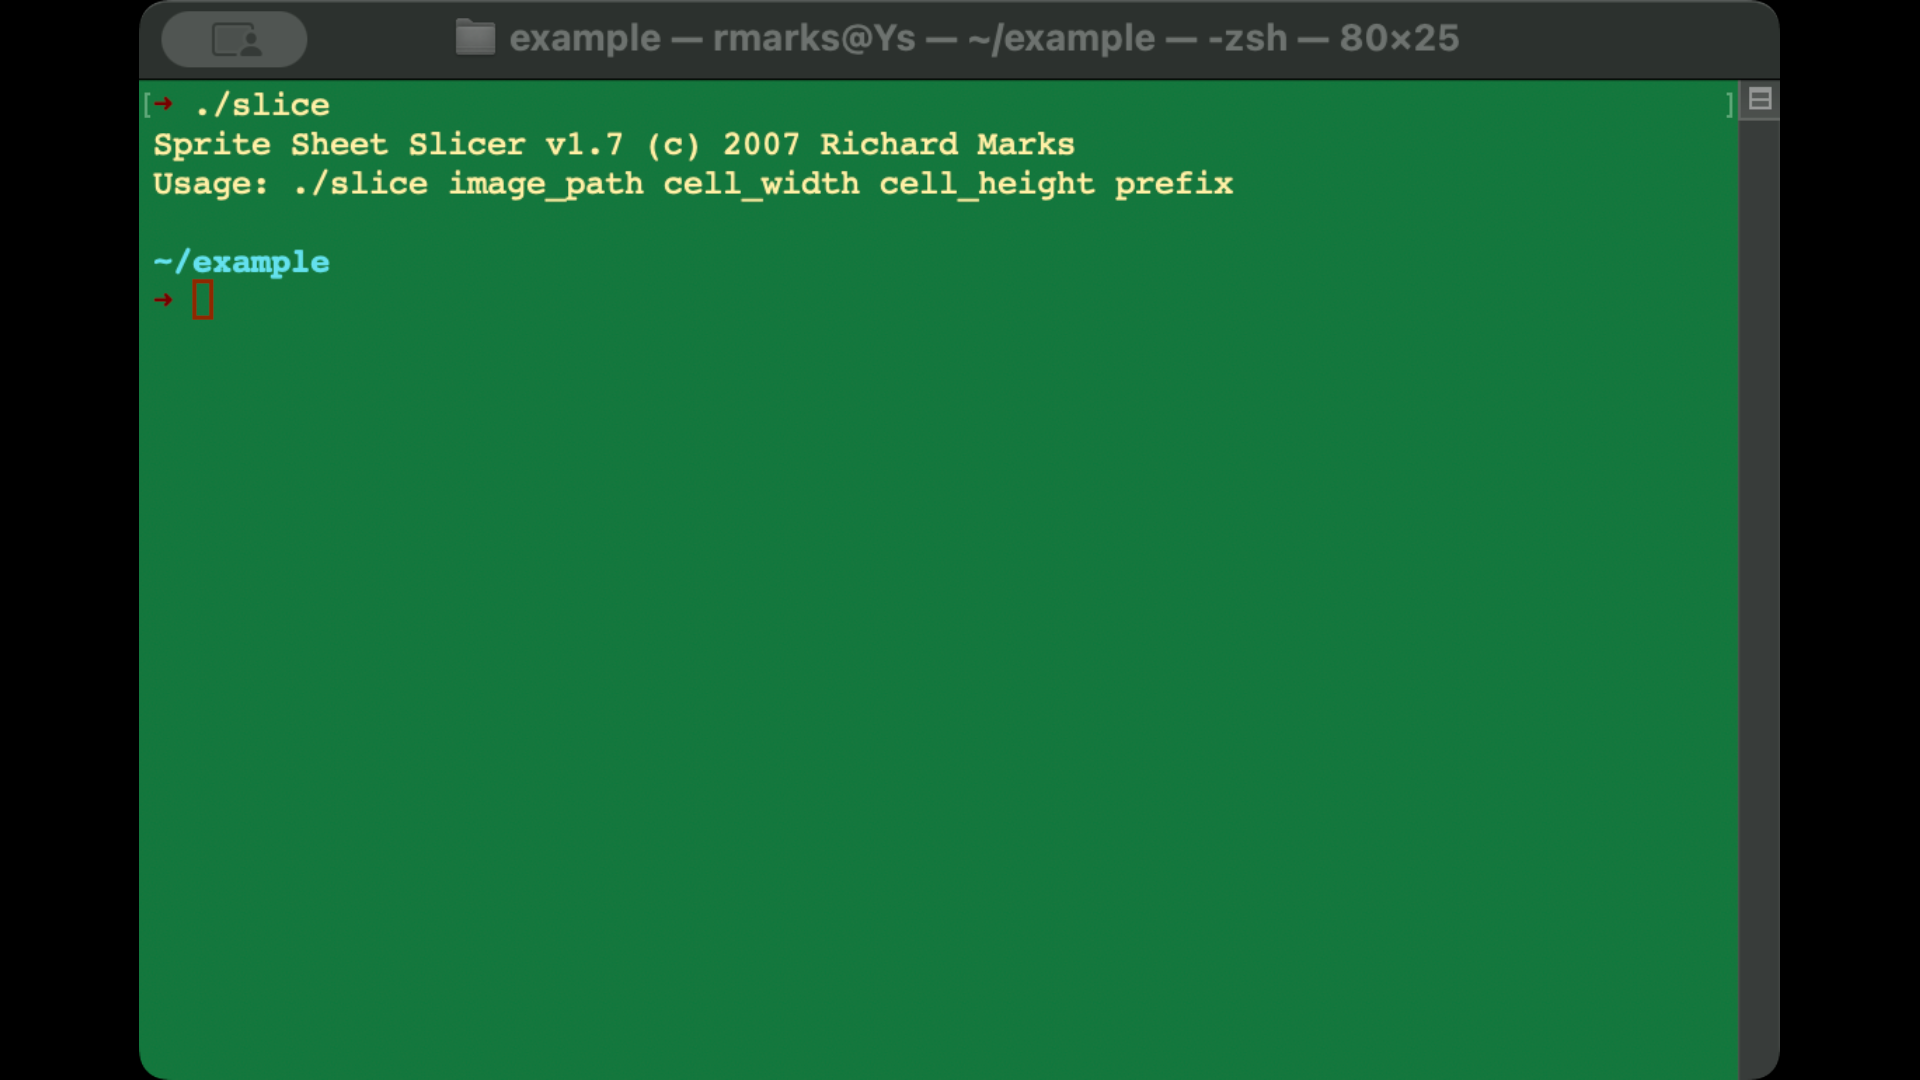 example — rmarks@Ys — ~/example — -zsh — 80×25
[➜ ./slice ]
Sprite Sheet Slicer v1.7 (c) 2007 Richard Marks
Usage: ./slice image_path cell_width cell_height prefix
~/example
➜